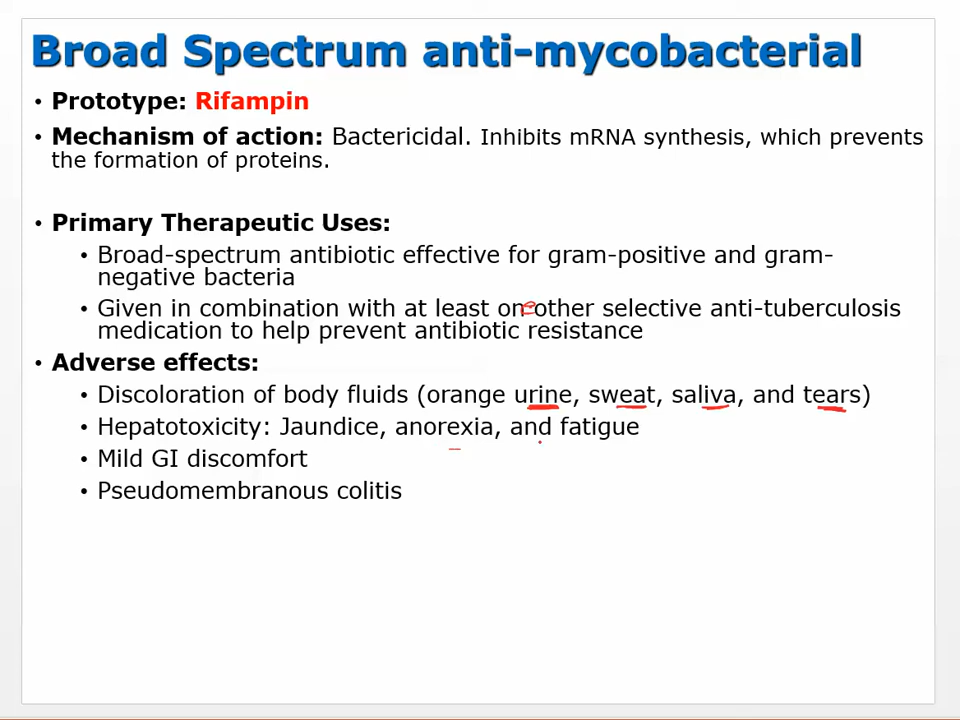 Broad Spectrum anti-mycobacterial
• Prototype: Rifampin
• Mechanism of action: Bactericidal. Inhibits mRNA synthesis, which prevents
the formation of proteins.
• Primary Therapeutic Uses:
• Broad-spectrum antibiotic effective for gram-positive and gram-
negative bacteria
• Given in combination with at least one other selective anti-tuberculosis
medication to help prevent antibiotic resistance
• Adverse effects:
• Discoloration of body fluids (orange urine, sweat, saliva, and tears)
• Hepatotoxicity: Jaundice, anorexia, and fatigue
• Mild GI discomfort
• Pseudomembranous colitis